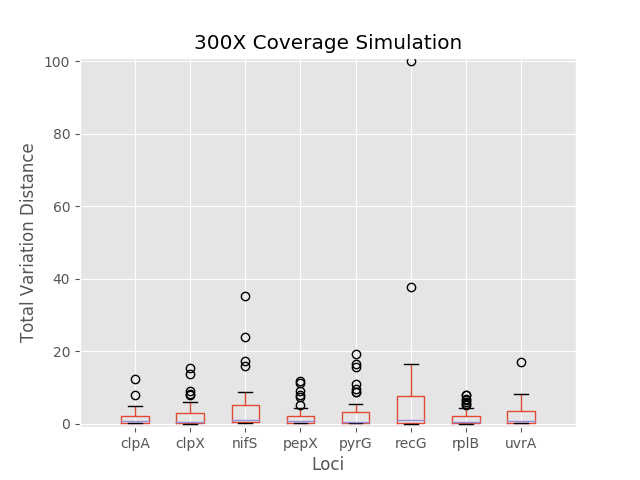 300X Coverage Simulation
Total Variation Distance
100
80
60
40
20
0
clpA clpX nifS pepX pyrG recG rplB uvrA
Loci